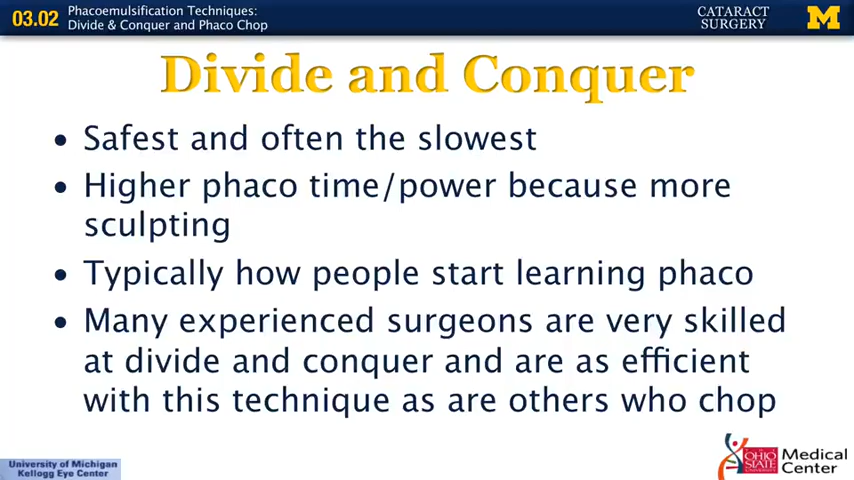 03.02
Phacoemulsification Techniques:
Divide & Conquer and Phaco Chop
CATARACT
SURGERY
M
Divide and Conquer
• Safest and often the slowest
• Higher phaco time/power because more
sculpting
• Typically how people start learning phaco
• Many experienced surgeons are very skilled
at divide and conquer and are as efficient
with this technique as are others who chop
University of Michigan
Kellogg Eye Center
OHIO
STATE
Medical
Center